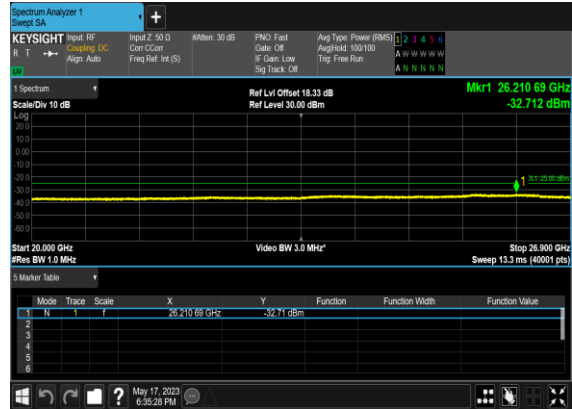 Spectrum Analyzer 1
Swept SA
KEYSIGHT Input: RF Input Z: 50 Ω #Atten: 30 dB PNO: Fast Avg Type: Power (RMS) 1 2 3 4 5 6
R T Coupling: DC Corr CCorr Gate: Off Avg|Hold: 100/100 A W W W W W
Align: Auto Freq Ref: Int (S) IF Gain: Low Trig: Free Run
Sig Track: Off A N N N N N
1 Spectrum Ref Lvl Offset 18.33 dB Mkr1 26.210 69 GHz
Scale/Div 10 dB Ref Level 30.00 dBm -32.712 dBm
Log
20.0
10.0
0.00
-10.0
-20.0
-30.0
-40.0
-50.0
-60.0
1
Start 20.000 GHz Video BW 3.0 MHz* Stop 26.900 GHz
#Res BW 1.0 MHz Sweep 13.3 ms (40001 pts)
5 Marker Table
Mode Trace Scale X Y Function Function Width Function Value
1 N 1 f 26.210 69 GHz -32.71 dBm
2
3
4
5
6
? May 17, 2023
6:35:28 PM